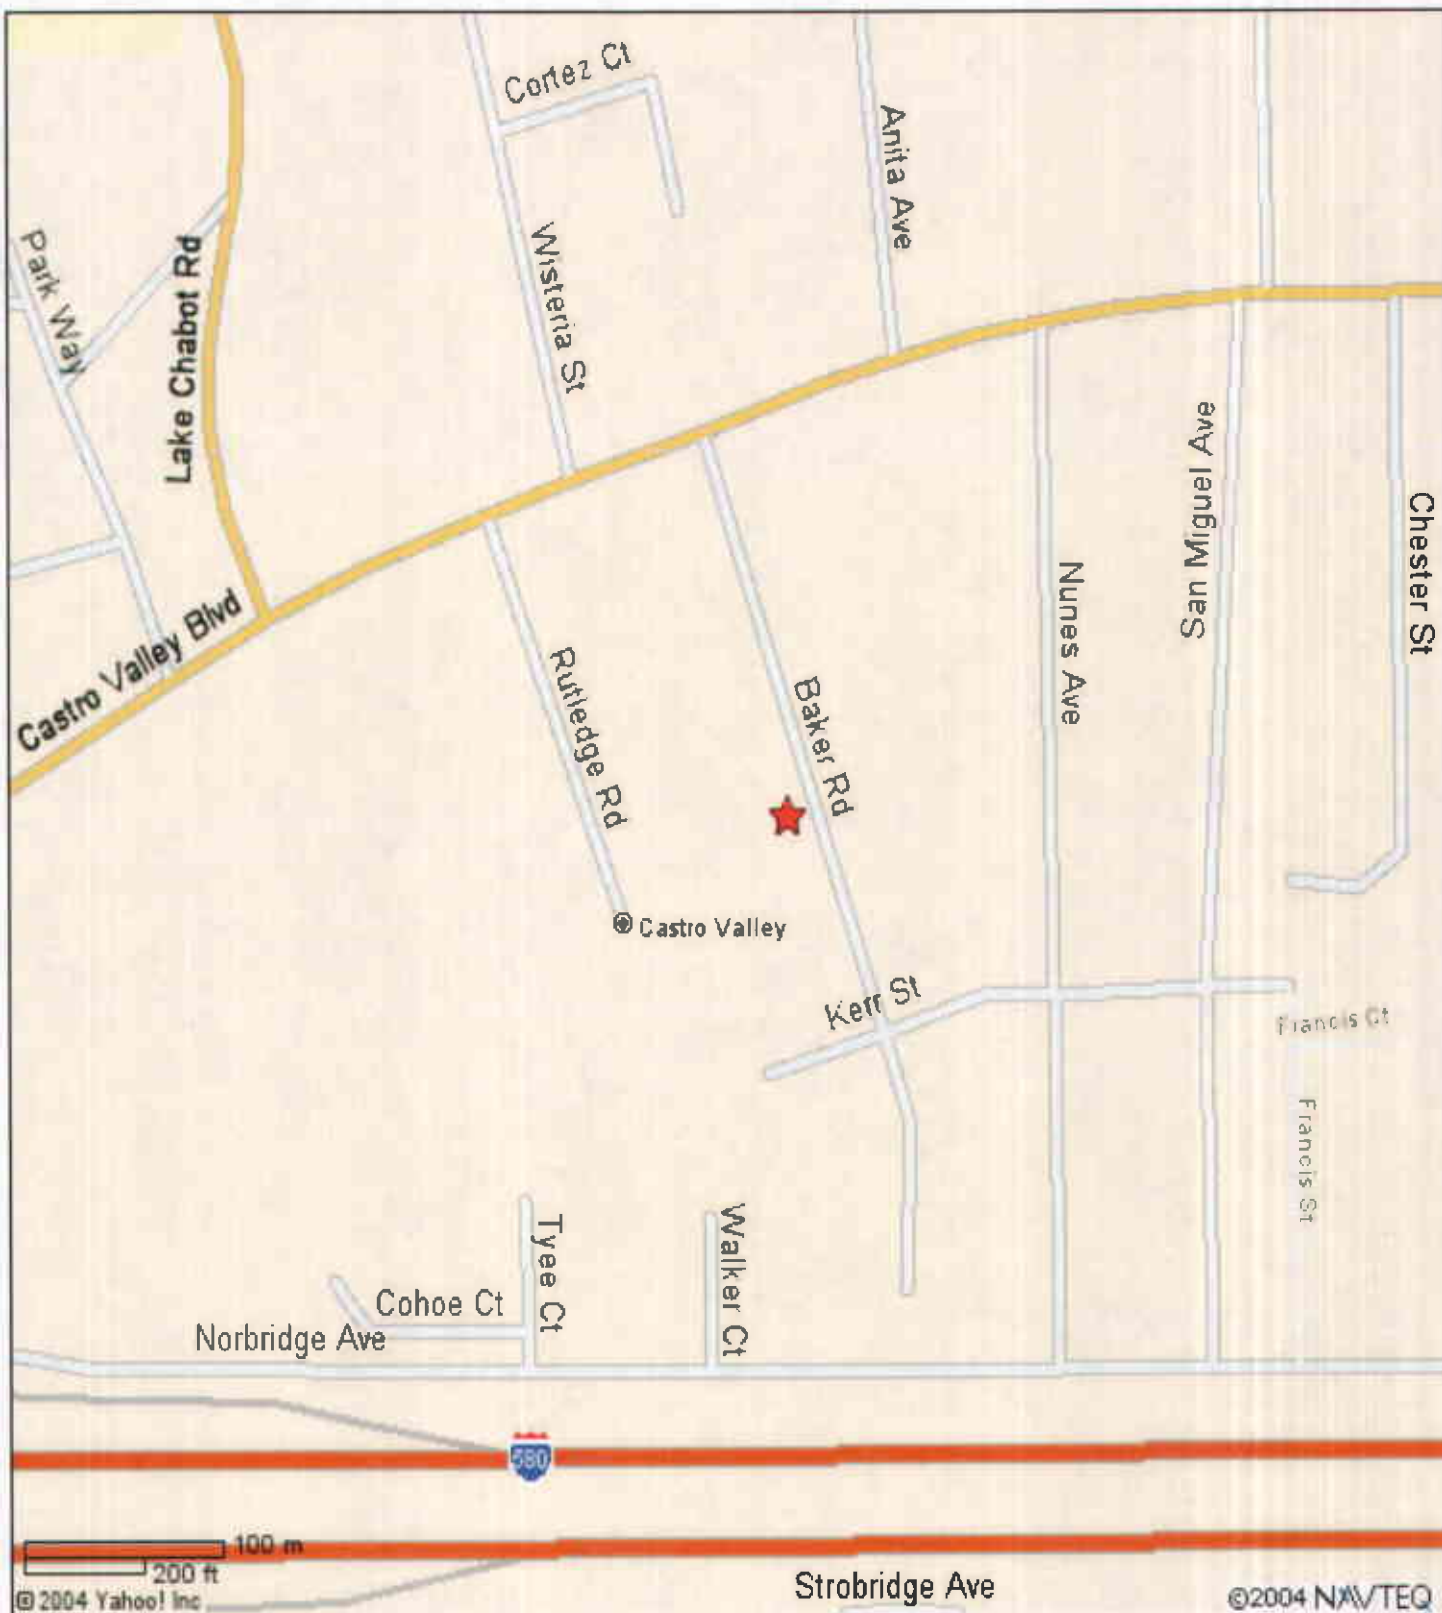 Cortez Ct
Anita Ave
Park Way
Lake Chabot Rd
Wisteria St
San Miguel Ave
Chester St
Nunes Ave
Castro Valley Blvd
Rutledge Rd
Baker Rd
Castro Valley
Kerr St
Francis Ct
Francis St
Tyee Ct
Walker Ct
Cohoe Ct
Norbridge Ave
580
100 m
200 ft
Strobridge Ave
©2004 Yahoo! Inc
©2004 NAVTEQ